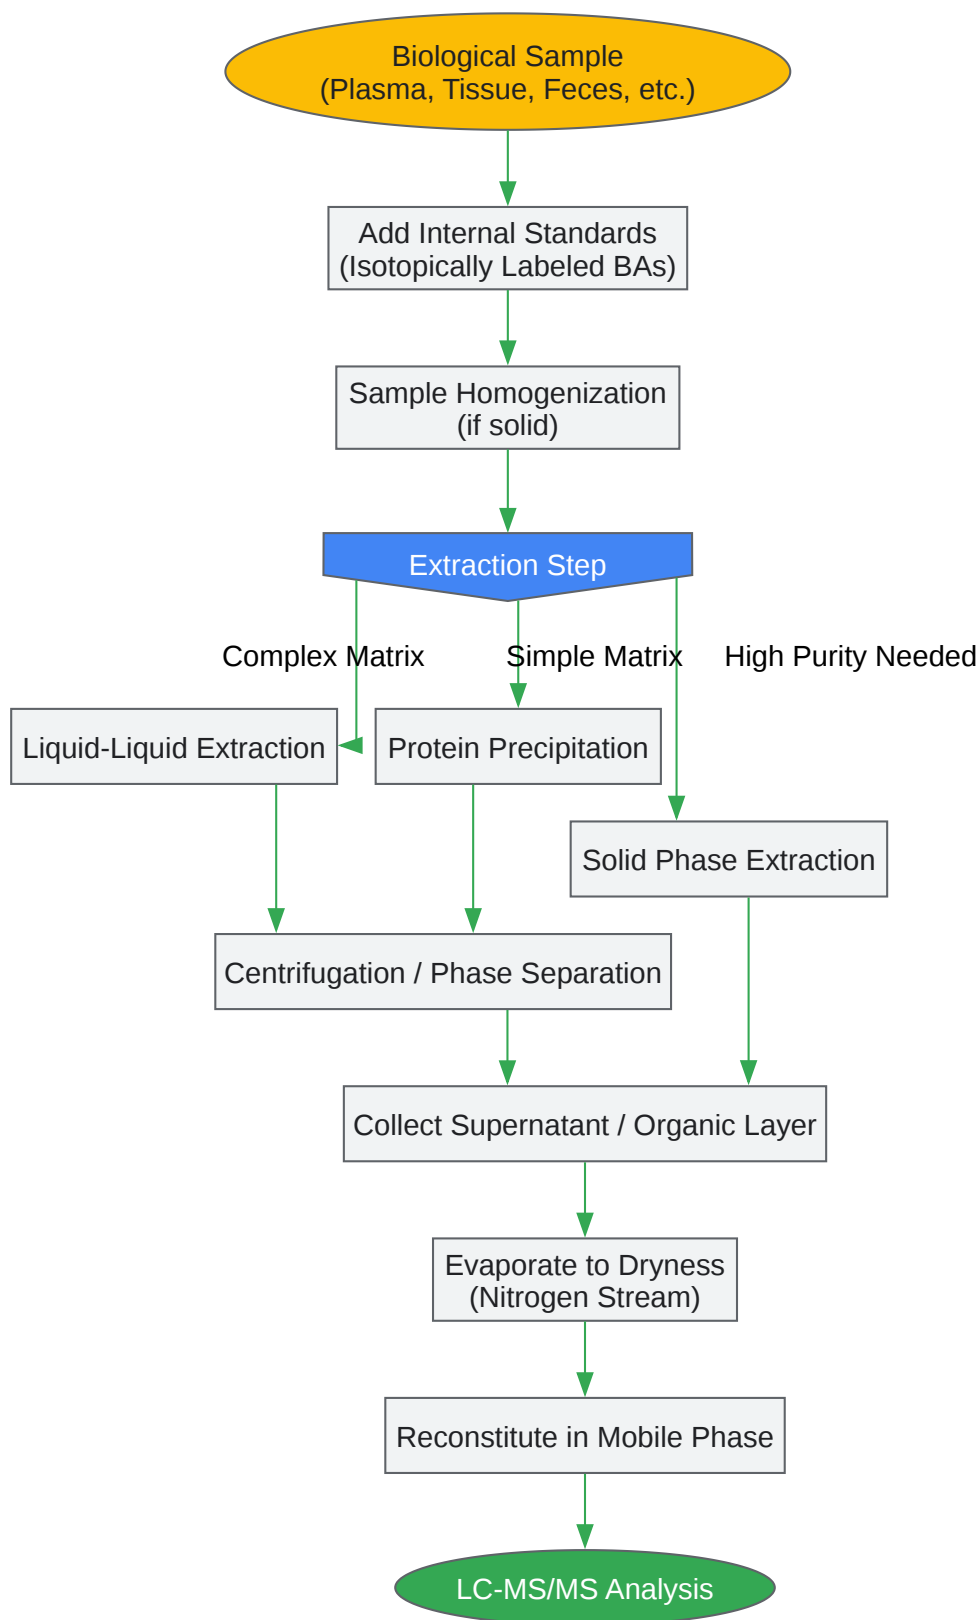 Biological Sample
(Plasma, Tissue, Feces, etc.)
Add Internal Standards
(Isotopically Labeled BAs)
Sample Homogenization
(if solid)
Extraction Step
Complex Matrix
Simple Matrix
High Purity Needed
Liquid-Liquid Extraction
Protein Precipitation
Solid Phase Extraction
Centrifugation / Phase Separation
Collect Supernatant / Organic Layer
Evaporate to Dryness
(Nitrogen Stream)
Reconstitute in Mobile Phase
LC-MS/MS Analysis